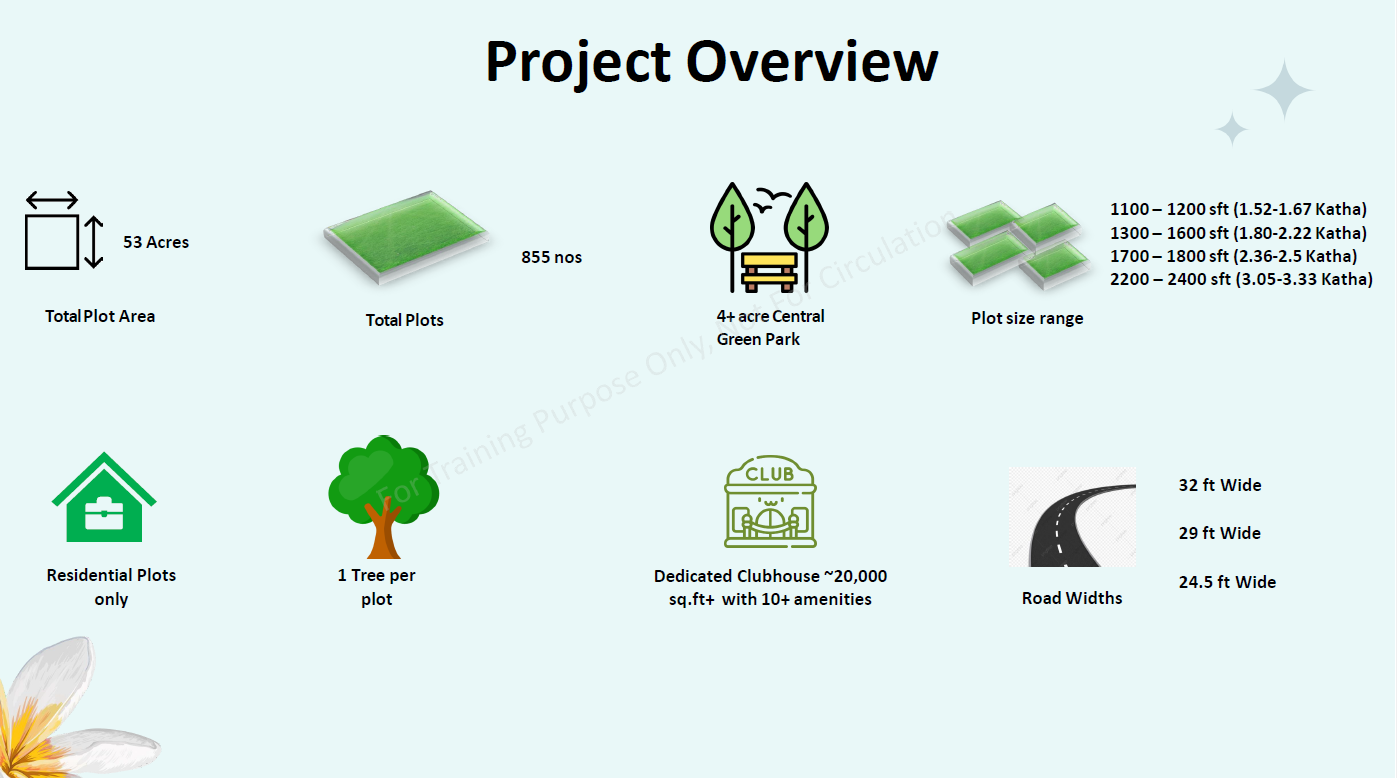 Project Overview
53 Acres
Total Plot Area
855 nos
Total Plots
4+ acre Central
Green Park
1100 – 1200 sft (1.52-1.67 Katha)
1300 – 1600 sft (1.80-2.22 Katha)
1700 – 1800 sft (2.36-2.5 Katha)
2200 – 2400 sft (3.05-3.33 Katha)
Plot size range
For Training Purpose Only, Not For Circulation
Residential Plots
only
1 Tree per
plot
CLUB
Dedicated Clubhouse ~20,000
sq.ft+ with 10+ amenities
32 ft Wide
29 ft Wide
24.5 ft Wide
Road Widths